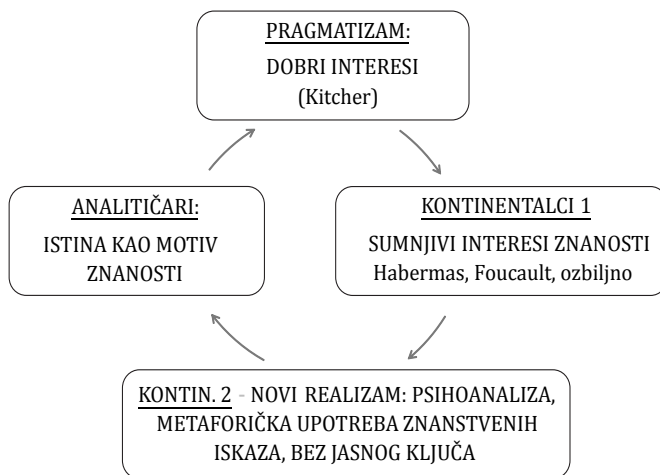 PRAGMATIZAM:
DOBRI INTERESI
(Kitcher)
ANALITIČARI:
ISTINA KAO MOTIV
ZNANOSTI
KONTINENTALCI 1
SUMNJIVI INTERESI ZNANOSTI
Habermas, Foucault, ozbiljno
KONTIN. 2 - NOVI REALIZAM: PSIHOANALIZA,
METAFORIČKA UPOTREBA ZNANSTVENIH
ISKAZA, BEZ JASNOG KLJUČA